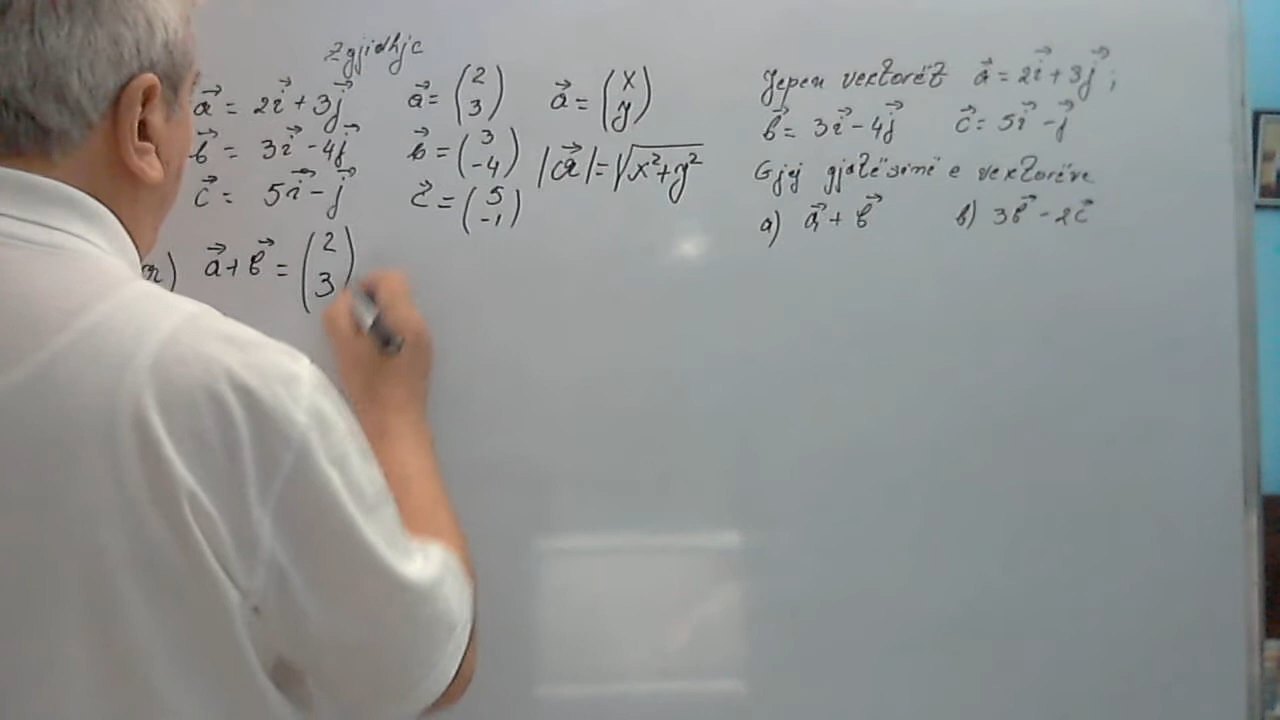 Zgjidhje
a⃗ = 2i⃗ + 3j⃗
b⃗ = 3i⃗ - 4j⃗
c⃗ = 5i⃗ - j⃗
a⃗ = (2 3)
b⃗ = (3 -4)
c⃗ = (5 -1)
a⃗ = (x y)
|a⃗| = √x²+y²
a) a⃗ + b⃗ = (2 3)
Jepen vektorët a⃗ = 2i⃗ + 3j⃗ ;
b⃗ = 3i⃗ - 4j⃗ c⃗ = 5i⃗ - j⃗
Gjej gjatësinë e vektorëve
a) a⃗ + b⃗ b) 3b⃗ - 2c⃗